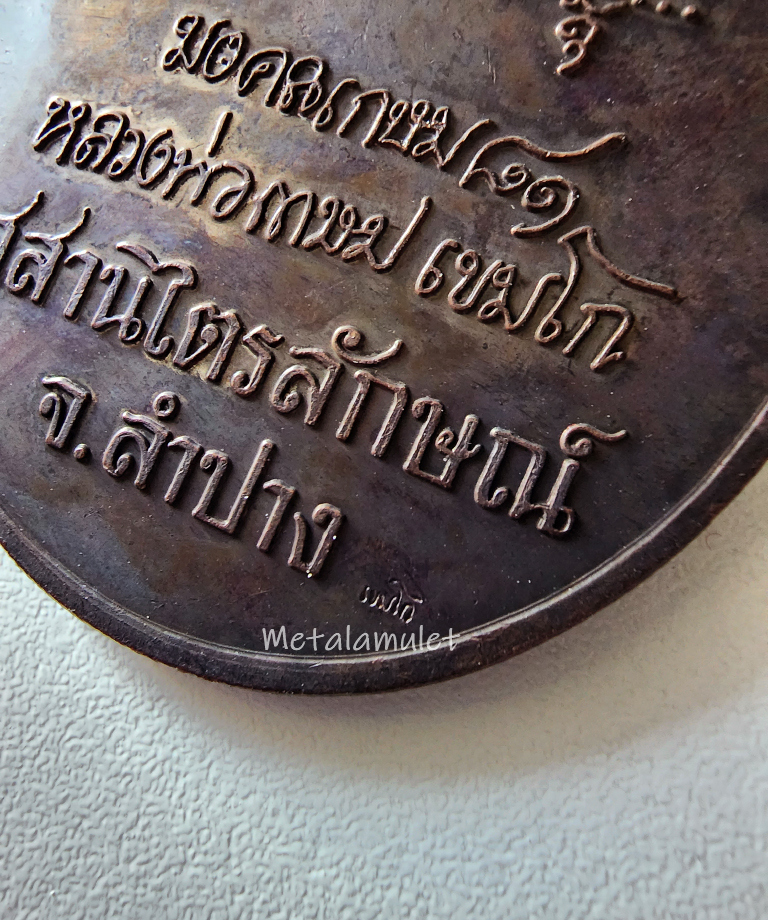 มงคลเกษม ๘๑
หลวงพ่อเกษม เขมโก
สานไตรลักษณ์
จ.ลำปาง
เขมโก
Metalamulet